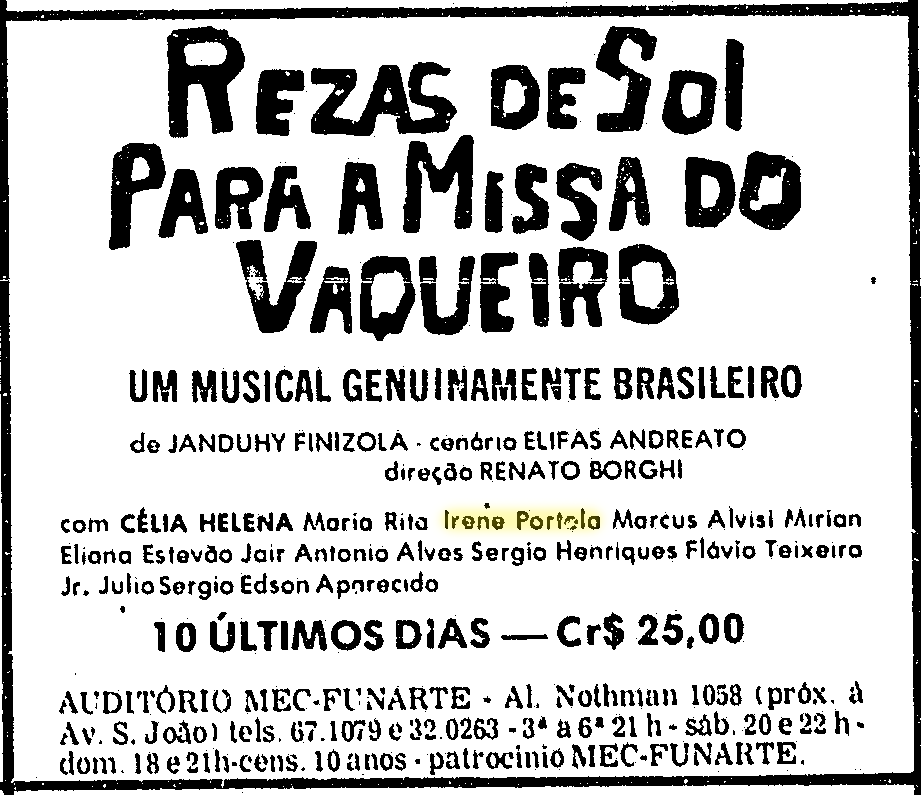 REZAS DE SOl
PARA A MiSSA DO
VAQUEIRO
UM MUSICAL GENUINAMENTE BRASILEIRO
de JANDUHY FINIZOLA - cenário ELIFAS ANDREATO
direção RENATO BORGHI
com CÉLIA HELENA Maria Rita Irene Portela Marcus Alvisi Mirian
Eliana Estevão Jair Antonio Alves Sergio Henriques Flávio Teixeira
Jr. Julio Sergio Edson Aparecido
10 ÚLTIMOS DIAS — Cr$ 25,00
AUDITÓRIO MEC-FUNARTE - Al. Nothman 1058 (próx. à
Av. S. João) tels. 67.1079 e 32.0263 - 3ª a 6ª 21 h - sáb. 20 e 22 h -
dom. 18 e 21h-cens. 10 anos - patrocinio MEC-FUNARTE.